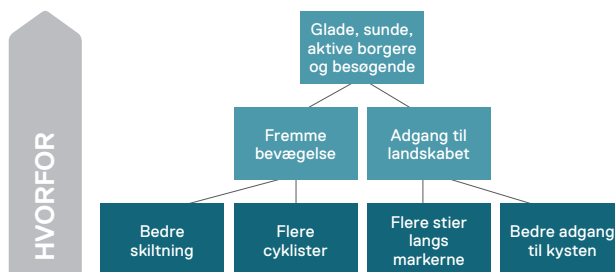 Glade, sunde,
aktive borgere
og besøgende
Fremme
bevægelse
Adgang til
landskabet
Bedre
skiltning
Flere
cyklister
Flere stier
langs
markerne
Bedre adgang
til kysten
HVORFOR